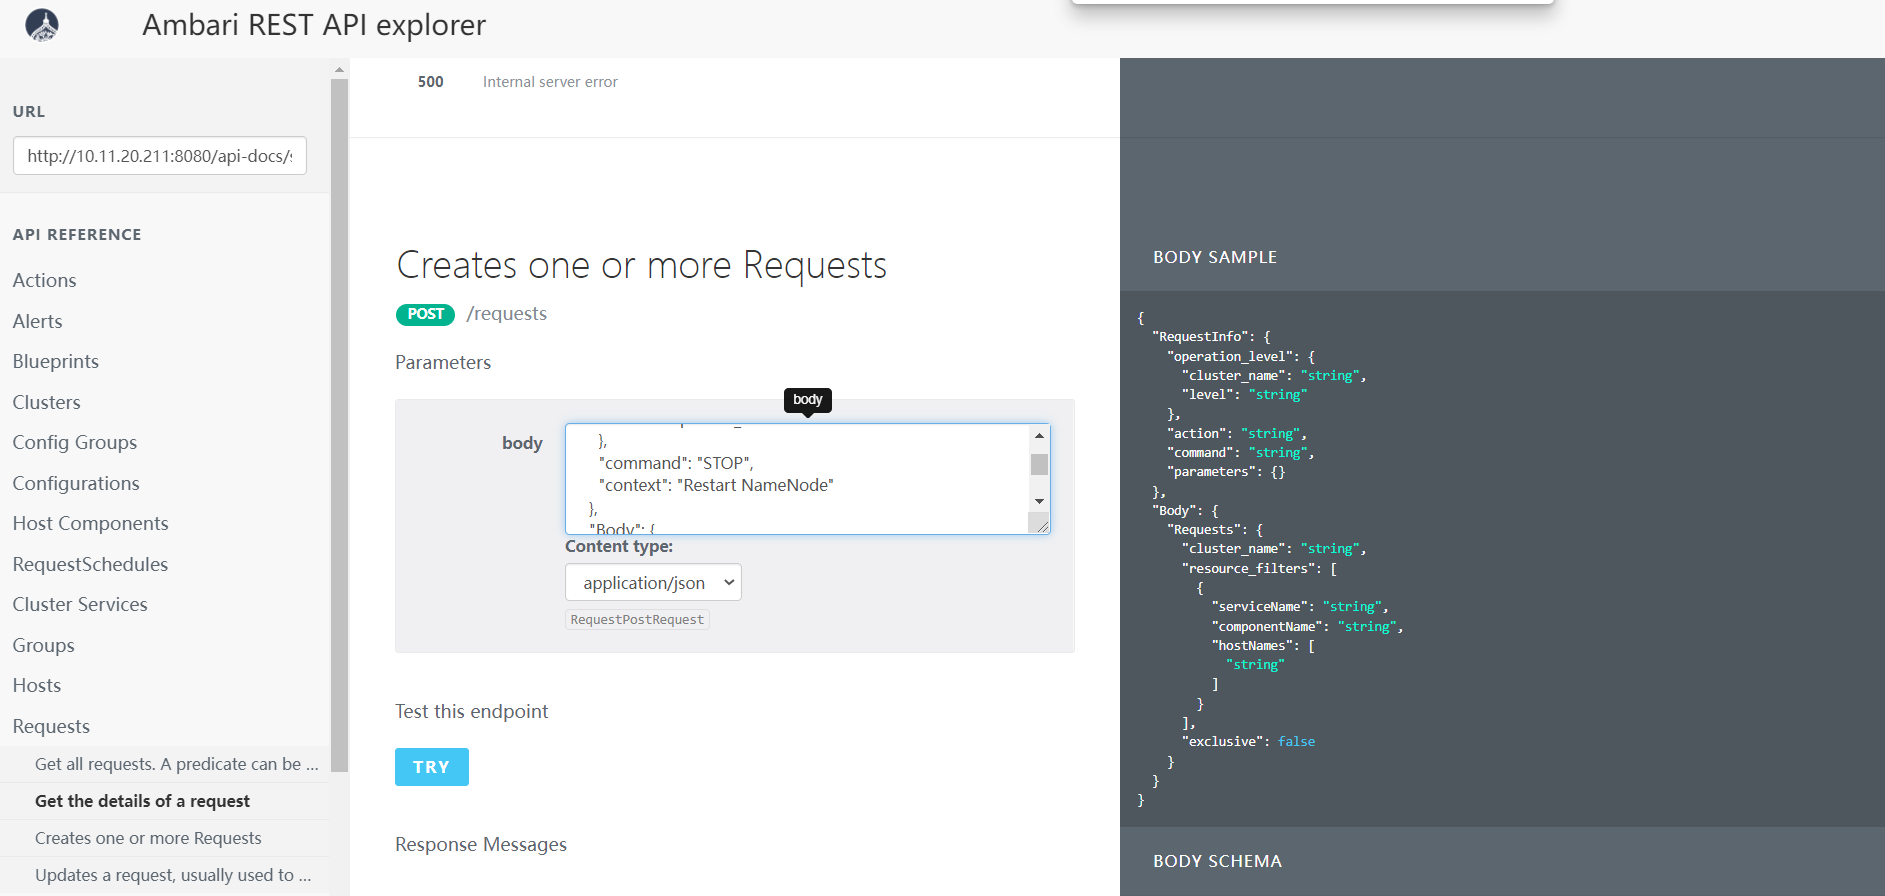 Ambari REST API explorer
URL
http://10.11.20.211:8080/api-docs/
API REFERENCE
Actions
Alerts
Blueprints
Clusters
Config Groups
Configurations
Host Components
RequestSchedules
Cluster Services
Groups
Hosts
Requests
Get all requests. A predicate can be ...
Get the details of a request
Creates one or more Requests
Updates a request, usually used to ...
500 Internal server error
Creates one or more Requests
POST /requests
Parameters
body
body
},
"command": "STOP",
"context": "Restart NameNode"
},
"Body": {
Content type:
application/json
RequestPostRequest
Test this endpoint
TRY
Response Messages
BODY SAMPLE
{
"RequestInfo": {
"operation_level": {
"cluster_name": "string",
"level": "string"
},
"action": "string",
"command": "string",
"parameters": {}
},
"Body": {
"Requests": {
"cluster_name": "string",
"resource_filters": [
{
"serviceName": "string",
"componentName": "string",
"hostNames": [
"string"
]
}
],
"exclusive": false
}
}
}
BODY SCHEMA